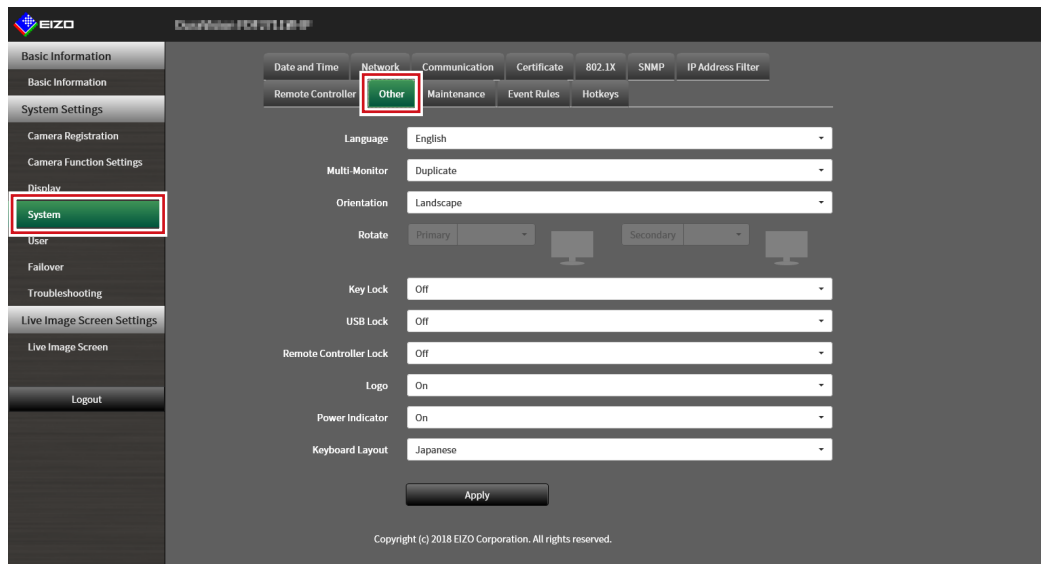 EIZO
Basic Information
Basic Information
System Settings
Camera Registration
Camera Function Settings
Display
System
User
Failover
Troubleshooting
Live Image Screen Settings
Live Image Screen
Logout
Date and Time Network Communication Certificate 802.1X SNMP IP Address Filter
Remote Controller Other Maintenance Event Rules Hotkeys
Language English
Multi-Monitor Duplicate
Orientation Landscape
Rotate Primary Secondary
Key Lock Off
USB Lock Off
Remote Controller Lock Off
Logo On
Power Indicator On
Keyboard Layout Japanese
Apply
Copyright (c) 2018 EIZO Corporation. All rights reserved.